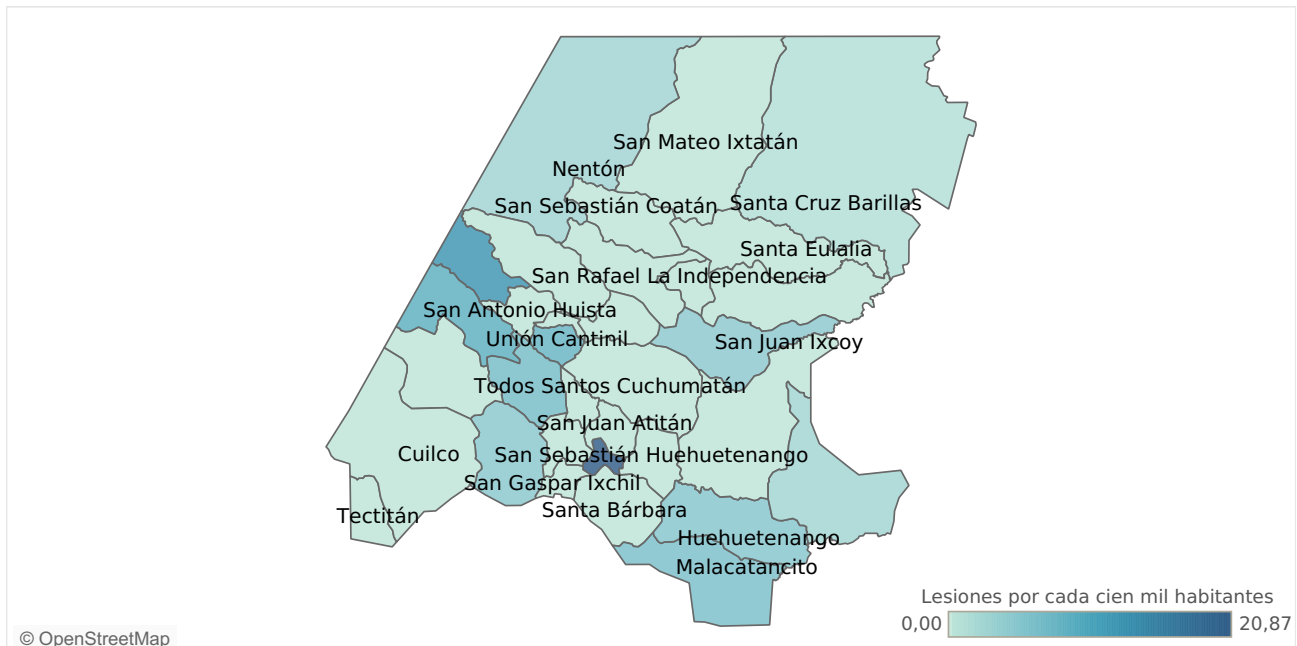 San Mateo Ixtatán
Nentón
San Sebastián Coatán
Santa Cruz Barillas
Santa Eulalia
San Rafael La Independencia
San Antonio Huista
Unión Cantinil
San Juan Ixcoy
Todos Santos Cuchumatán
San Juan Atitán
Cuilco
San Sebastián Huehuetenango
San Gaspar Ixchil
Santa Bárbara
Tectitán
Huehuetenango
Malacatancito
Lesiones por cada cien mil habitantes
0,00
20,87
© OpenStreetMap